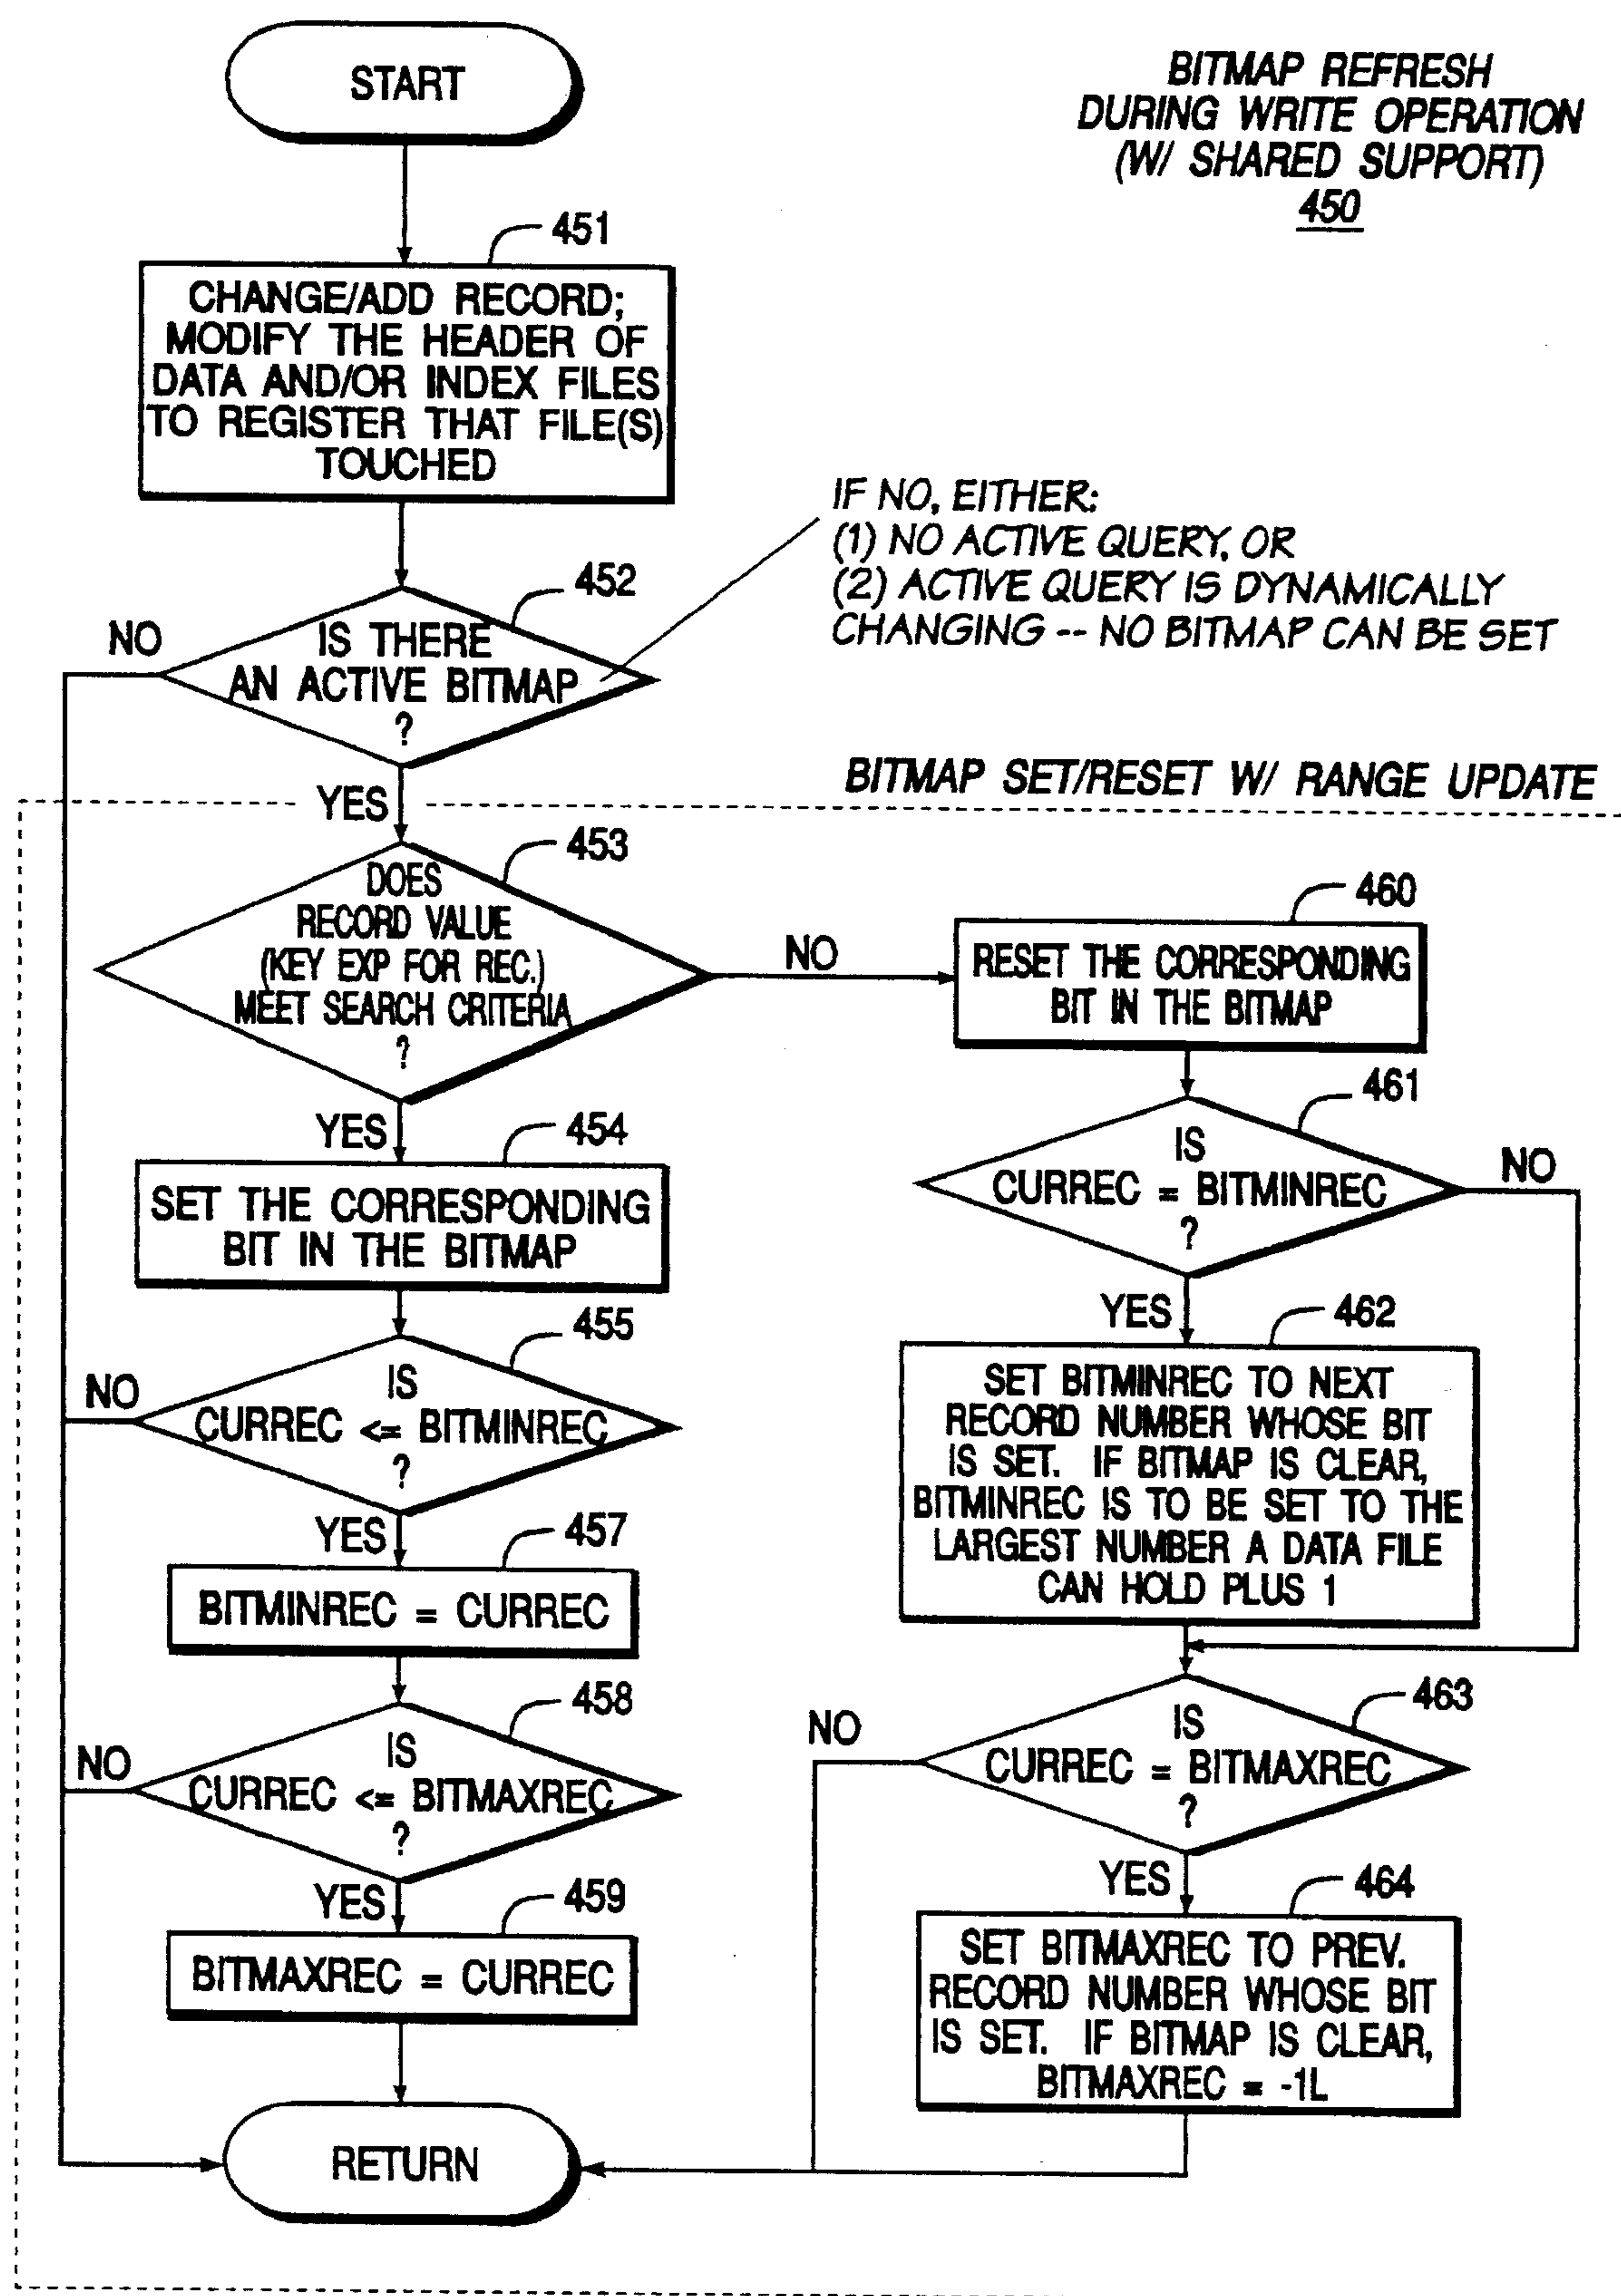 START
BITMAP REFRESH
DURING WRITE OPERATION
(W/ SHARED SUPPORT)
450
451
CHANGE/ADD RECORD;
MODIFY THE HEADER OF
DATA AND/OR INDEX FILES
TO REGISTER THAT FILE(S)
TOUCHED
IF NO, EITHER:
(1) NO ACTIVE QUERY, OR
(2) ACTIVE QUERY IS DYNAMICALLY
CHANGING -- NO BITMAP CAN BE SET
452
NO
IS THERE
AN ACTIVE BITMAP
?
YES
BITMAP SET/RESET W/ RANGE UPDATE
453
DOES
RECORD VALUE
(KEY EXP FOR REC.)
MEET SEARCH CRITERIA
?
NO
YES
454
SET THE CORRESPONDING
BIT IN THE BITMAP
455
IS
CURREC <= BITMINREC
?
NO
YES
457
BITMINREC = CURREC
458
IS
CURREC <= BITMAXREC
?
NO
YES
459
BITMAXREC = CURREC
460
RESET THE CORRESPONDING
BIT IN THE BITMAP
461
IS
CURREC = BITMINREC
?
NO
YES
462
SET BITMINREC TO NEXT
RECORD NUMBER WHOSE BIT
IS SET. IF BITMAP IS CLEAR,
BITMINREC IS TO BE SET TO THE
LARGEST NUMBER A DATA FILE
CAN HOLD PLUS 1
463
IS
CURREC = BITMAXREC
?
NO
YES
464
SET BITMAXREC TO PREV.
RECORD NUMBER WHOSE BIT
IS SET. IF BITMAP IS CLEAR,
BITMAXREC = -1L
RETURN